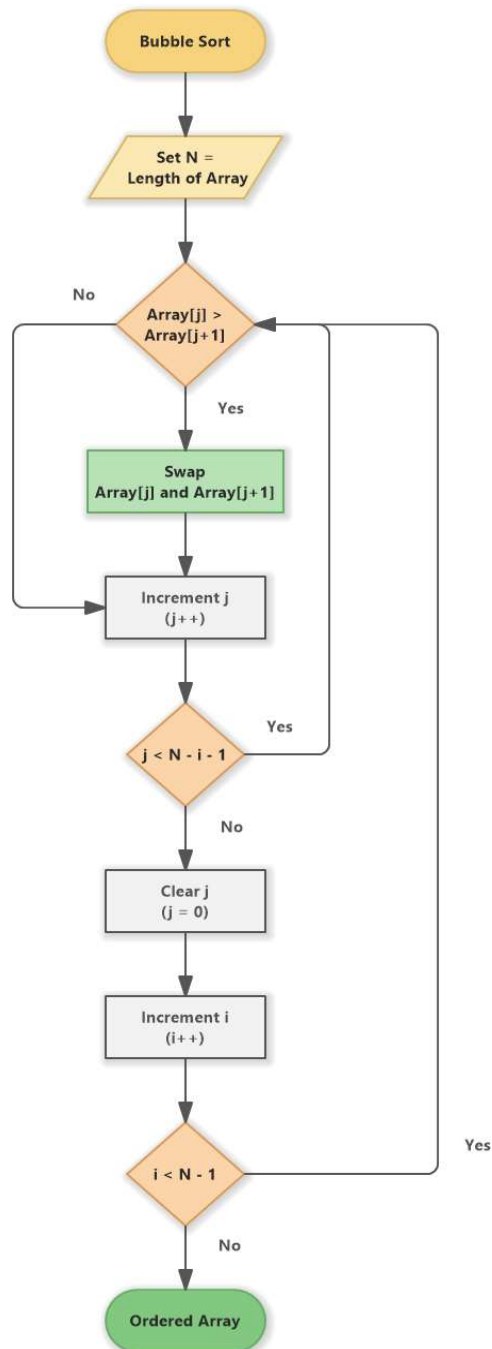 Bubble Sort
Set N =
Length of Array
No
Array[j] >
Array[j+1]
Yes
Swap
Array[j] and Array[j+1]
Increment j
(j++)
Yes
j < N - i - 1
No
Clear j
(j = 0)
Increment i
(i++)
Yes
i < N - 1
No
Ordered Array